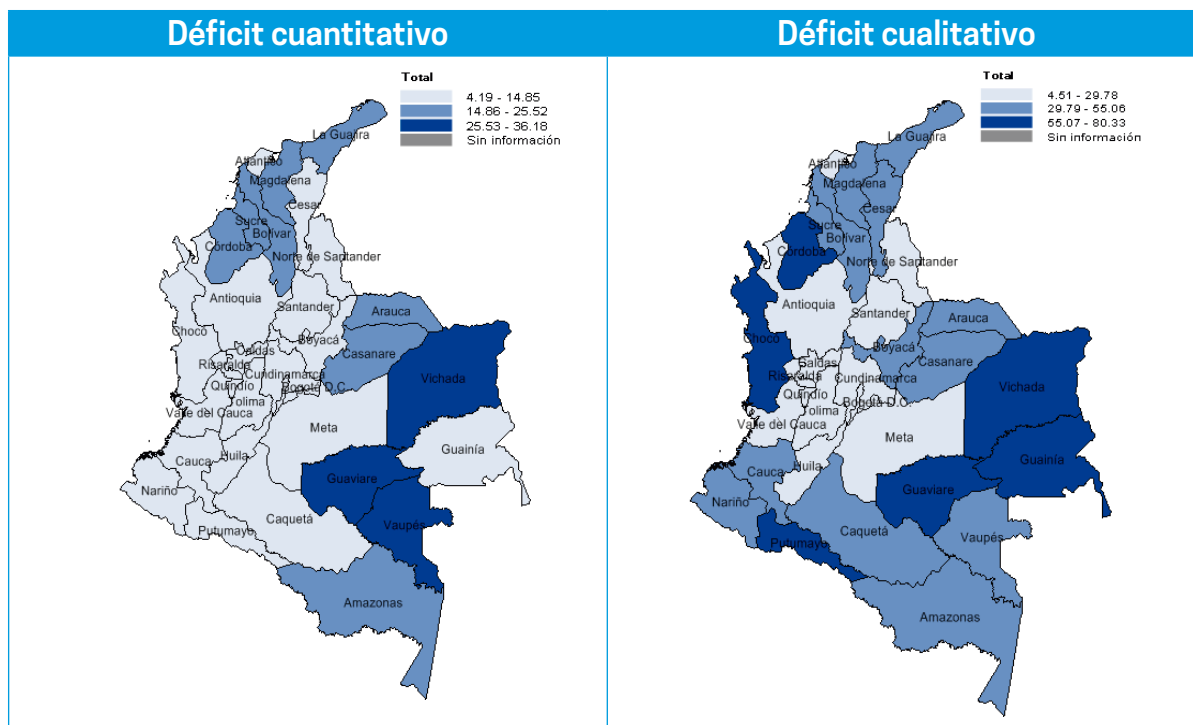 Déficit cuantitativo
Total
4.19 - 14.85
14.86 - 25.52
25.53 - 36.18
Sin información
La Guajira
Atlántico
Magdalena
Cesar
Sucre
Bolívar
Córdoba
Norte de Santander
Antioquia
Santander
Arauca
Chocó
Boyacá
Caldas
Casanare
Risaralda
Cundinamarca
Vichada
Quindío
Bogotá D.C.
Tolima
Valle del Cauca
Meta
Guainía
Cauca
Huila
Guaviare
Nariño
Caquetá
Vaupés
Putumayo
Amazonas
Déficit cualitativo
Total
4.51 - 29.78
29.79 - 55.06
55.07 - 80.33
Sin información
La Guajira
Atlántico
Magdalena
Cesar
Sucre
Bolívar
Córdoba
Norte de Santander
Antioquia
Santander
Arauca
Chocó
Boyacá
Caldas
Casanare
Risaralda
Cundinamarca
Vichada
Quindío
Bogotá D.C.
Tolima
Valle del Cauca
Meta
Guainía
Cauca
Huila
Guaviare
Nariño
Caquetá
Vaupés
Putumayo
Amazonas